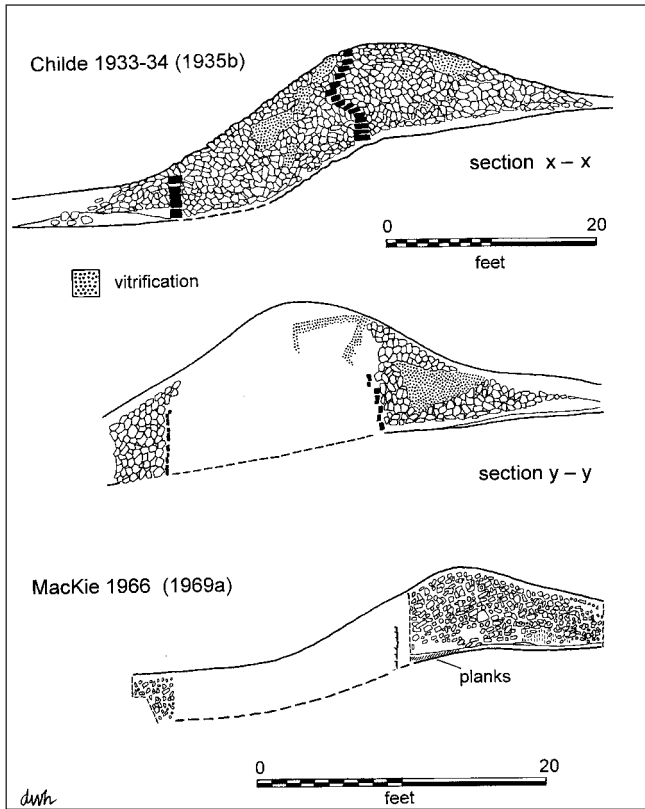 Childe 1933-34 (1935b)
section x – x
0 20
feet
vitrification
section y – y
MacKie 1966 (1969a)
planks
0 20
feet
dwh